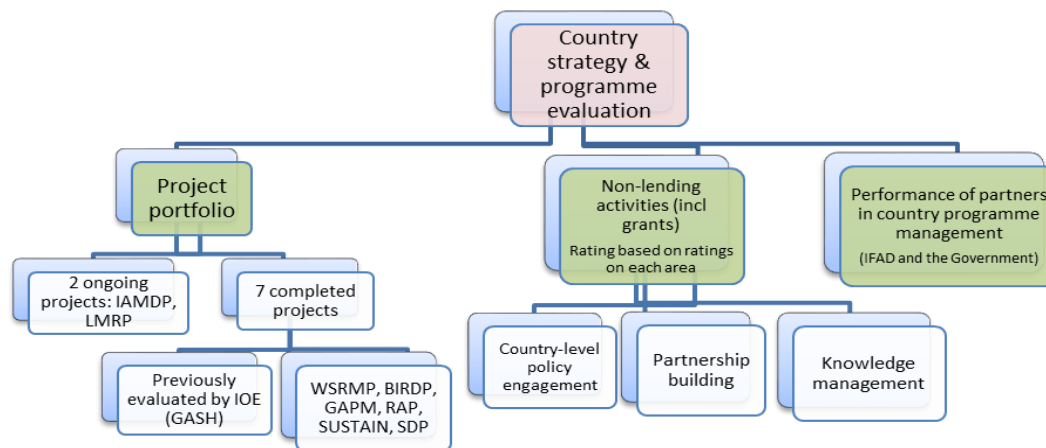 Country
strategy &
programme
evaluation
Project
portfolio
Non-lending
activities (incl
grants)
Rating based on ratings
on each area
Performance of partners
in country programme
management
(IFAD and the Government)
2 ongoing
projects: IAMDP,
LMRP
7 completed
projects
Previously
evaluated by IOE
(GASH)
WSRMP, BIRDP,
GAPM, RAP,
SUSTAIN, SDP
Country-level
policy
engagement
Partnership
building
Knowledge
management